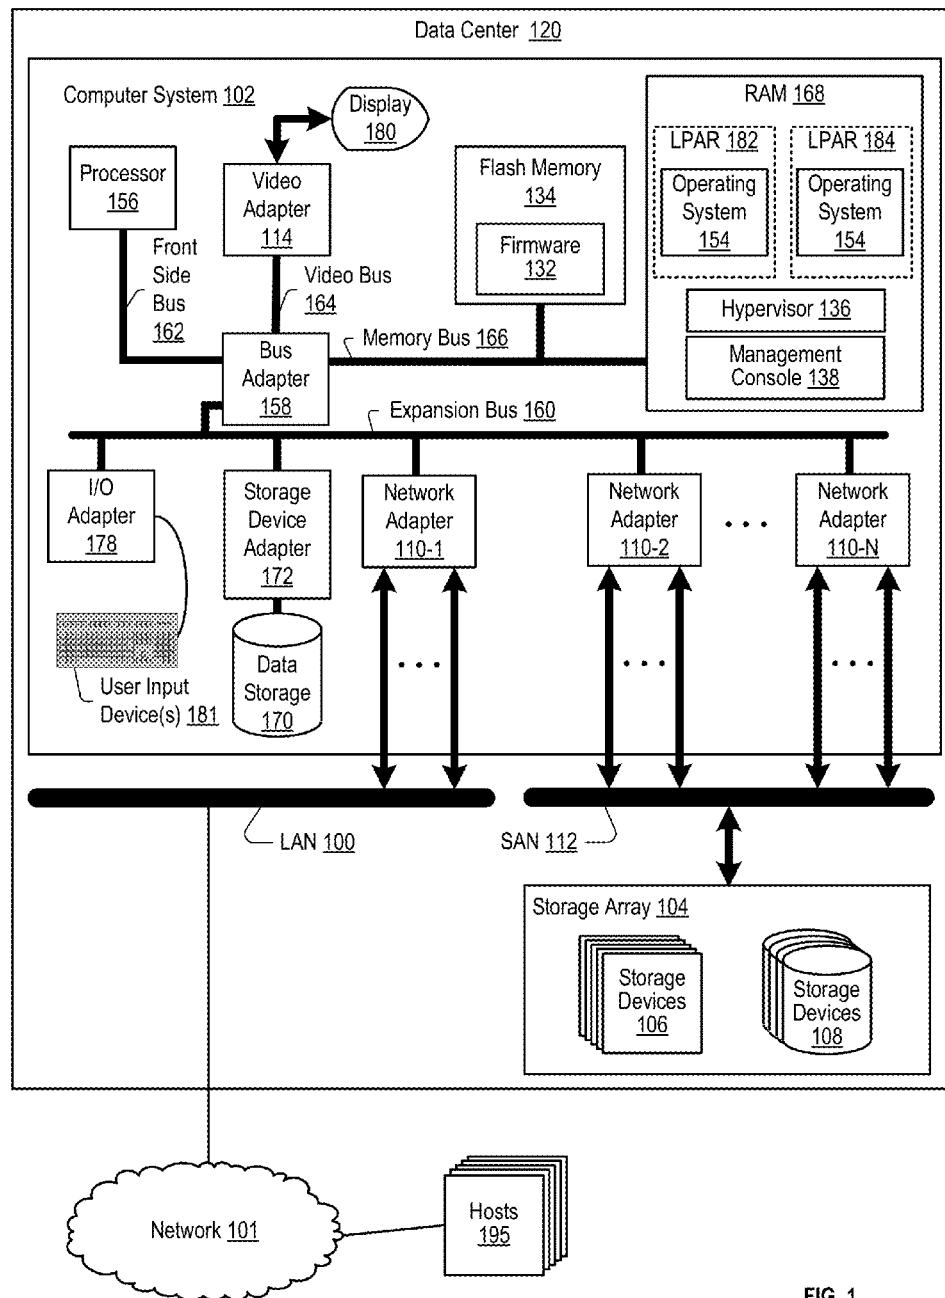 Data Center 120
Computer System 102
Display
180
RAM 168
LPAR 182
LPAR 184
Operating
System
154
Operating
System
154
Hypervisor 136
Management
Console 138
Processor
156
Video
Adapter
114
Flash Memory
134
Firmware
132
Front
Side
Bus
162
Video Bus
164
Bus
Adapter
158
Memory Bus 166
Expansion Bus 160
I/O
Adapter
178
Storage
Device
Adapter
172
Network
Adapter
110-1
Network
Adapter
110-2
. . .
Network
Adapter
110-N
. . .
. . .
. . .
User Input
Device(s) 181
Data
Storage
170
LAN 100
SAN 112
Storage Array 104
Storage
Devices
106
Storage
Devices
108
Network 101
Hosts
195
FIG. 1